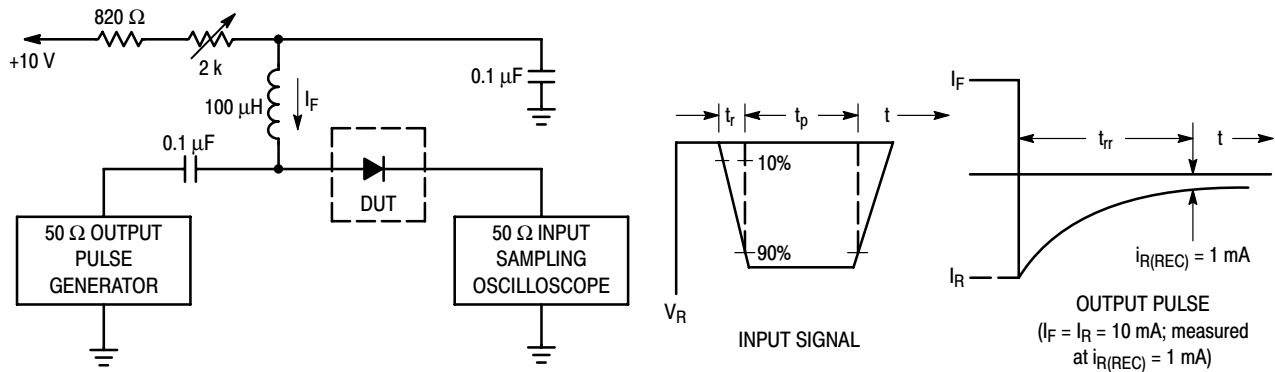 820 Ω
+10 V
2 k
100 μH
I_F
0.1 μF
0.1 μF
DUT
50 Ω OUTPUT
PULSE
GENERATOR
50 Ω INPUT
SAMPLING
OSCILLOSCOPE
t_r
t_p
t
10%
90%
V_R
INPUT SIGNAL
I_F
t_rr
t
I_R
i_R(REC) = 1 mA
OUTPUT PULSE
(I_F = I_R = 10 mA; measured
at i_R(REC) = 1 mA)